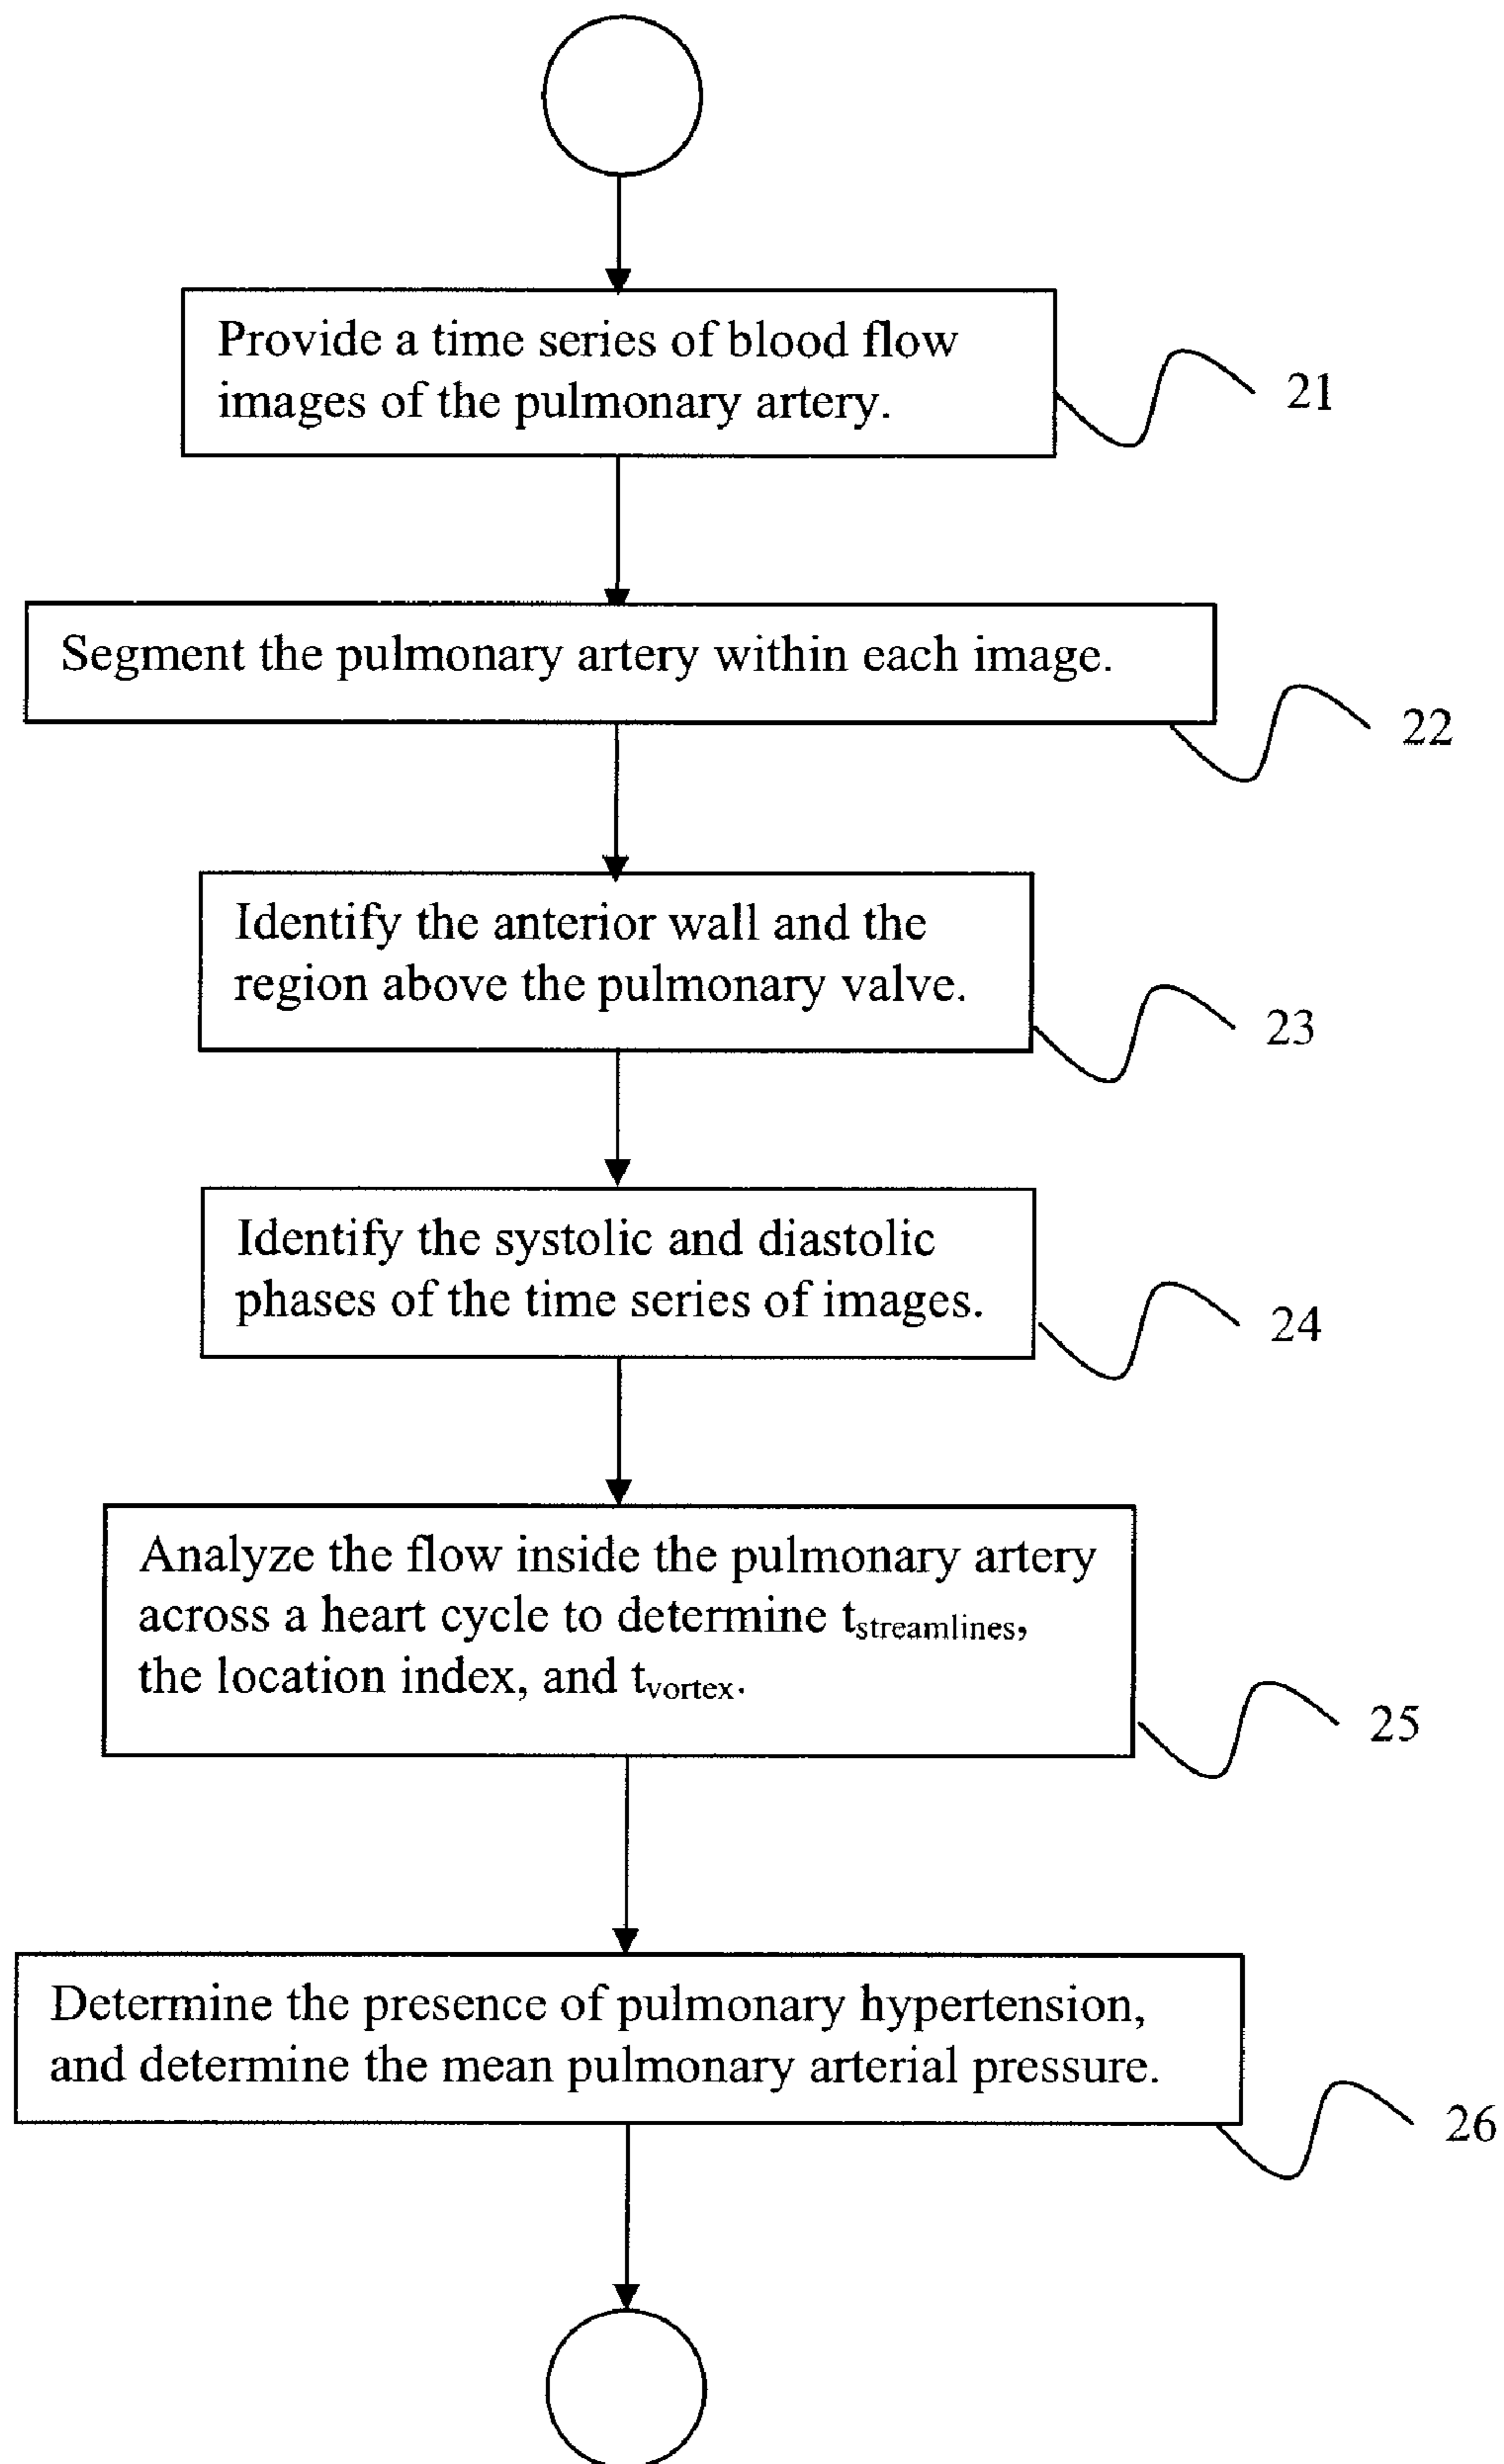 Provide a time series of blood flow
images of the pulmonary artery.
21
Segment the pulmonary artery within each image.
22
Identify the anterior wall and the
region above the pulmonary valve.
23
Identify the systolic and diastolic
phases of the time series of images.
24
Analyze the flow inside the pulmonary artery
across a heart cycle to determine tstreamlines,
the location index, and tvortex.
25
Determine the presence of pulmonary hypertension,
and determine the mean pulmonary arterial pressure.
26